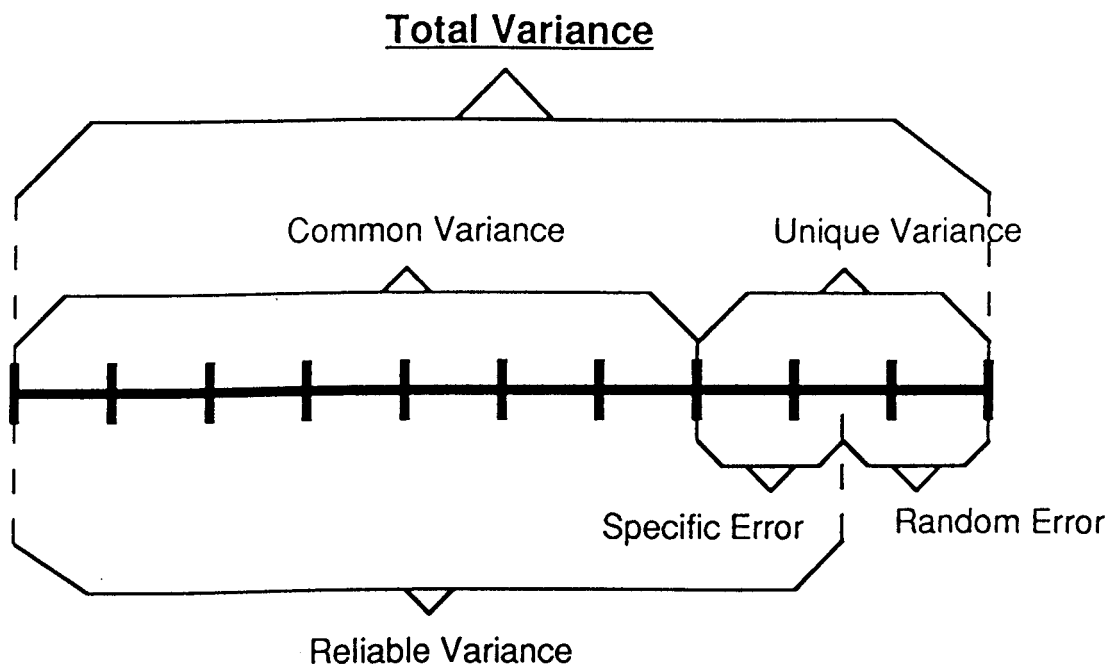 Total Variance
Common Variance
Unique Variance
Specific Error
Random Error
Reliable Variance